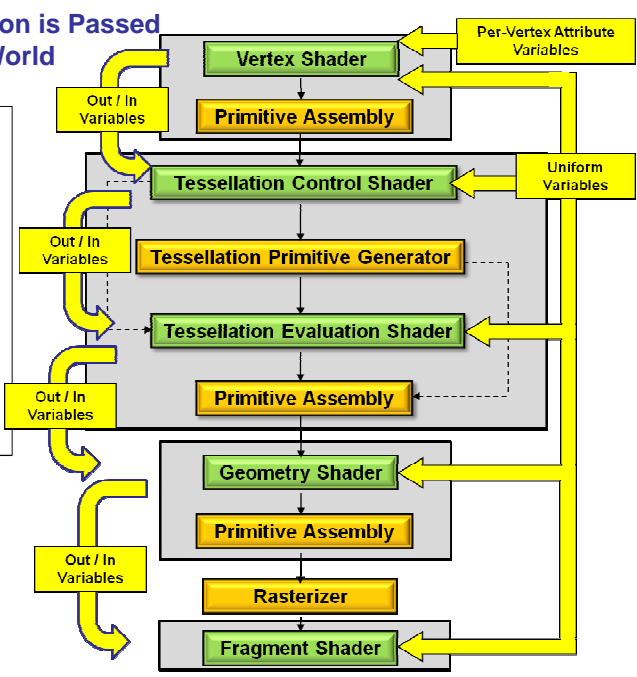 on is Passed
World
Per-Vertex Attribute
Variables
Vertex Shader
Out / In
Variables
Primitive Assembly
Uniform
Variables
Tessellation Control Shader
Out / In
Variables
Tessellation Primitive Generator
Tessellation Evaluation Shader
Out / In
Variables
Primitive Assembly
Geometry Shader
Primitive Assembly
Out / In
Variables
Rasterizer
Fragment Shader